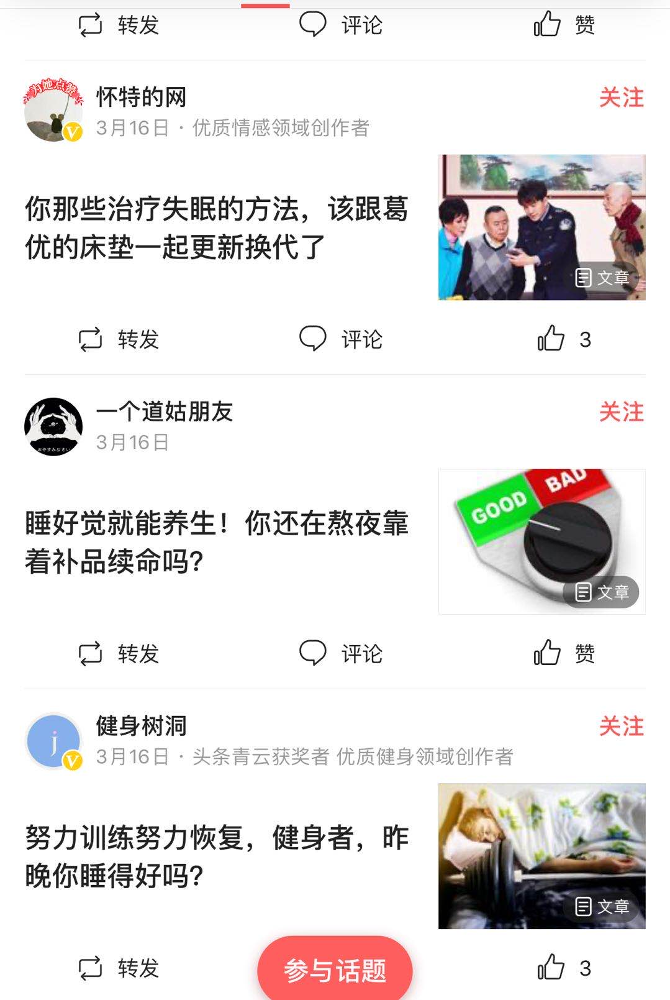 转发 评论 赞
为她点赞
怀特的网 关注
3月16日 · 优质情感领域创作者
你那些治疗失眠的方法，该跟葛
优的床垫一起更新换代了
文章
转发 评论 3
一个道姑朋友 关注
3月16日
おやすみなさい
GOOD BAD
睡好觉就能养生！你还在熬夜靠
着补品续命吗？
文章
转发 评论 赞
j
健身树洞 关注
3月16日 · 头条青云获奖者 优质健身领域创作者
努力训练努力恢复，健身者，昨
晚你睡得好吗？
文章
转发 参与话题 3